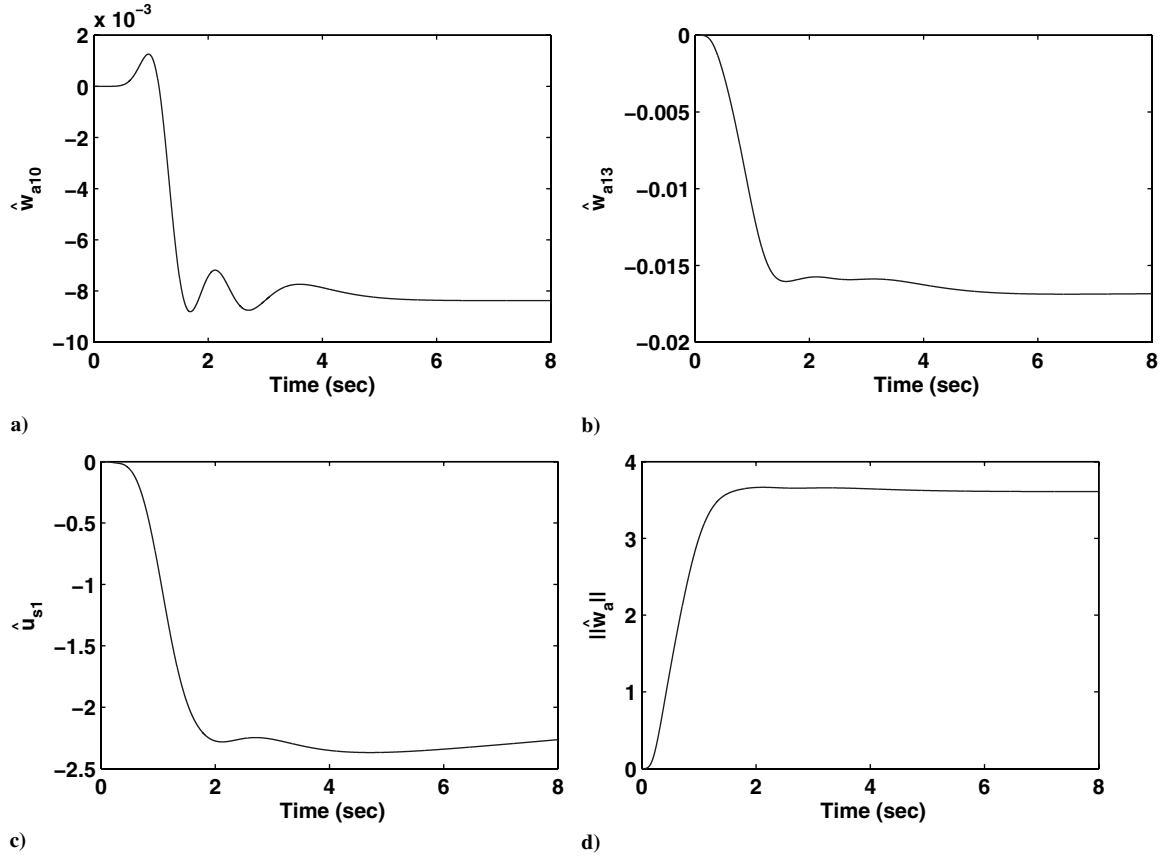 x 10⁻³
2
0
−2
−4
−6
−8
−10
0 2 4 6 8
Time (sec)
ŵa10
a)
0
−0.005
−0.01
−0.015
−0.02
0 2 4 6 8
Time (sec)
ŵa13
b)
0
−0.5
−1
−1.5
−2
−2.5
0 2 4 6 8
Time (sec)
ûs1
c)
4
3
2
1
0
0 2 4 6 8
Time (sec)
||ŵa||
d)